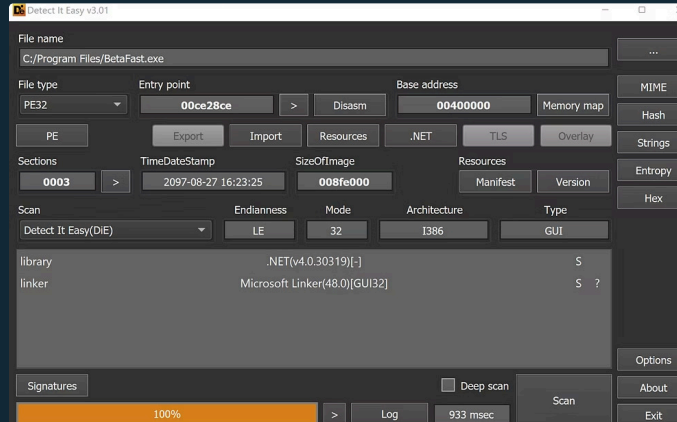 Detect It Easy v3.01
File name
C:/Program Files/BetaFast.exe
...
File type Entry point Base address
PE32 00ce28ce > Disasm 00400000 Memory map
MIME
Hash
PE Export Import Resources .NET TLS Overlay
Strings
Sections TimeDateStamp SizeOfImage Resources
Entropy
0003 > 2097-08-27 16:23:25 008fe000 Manifest Version
Hex
Scan Endianness Mode Architecture Type
Detect It Easy(DiE) LE 32 I386 GUI
library .NET(v4.0.30319)[-] S
linker Microsoft Linker(48.0)[GUI32] S ?
Options
Signatures Deep scan
About
Scan
100% > Log 933 msec
Exit